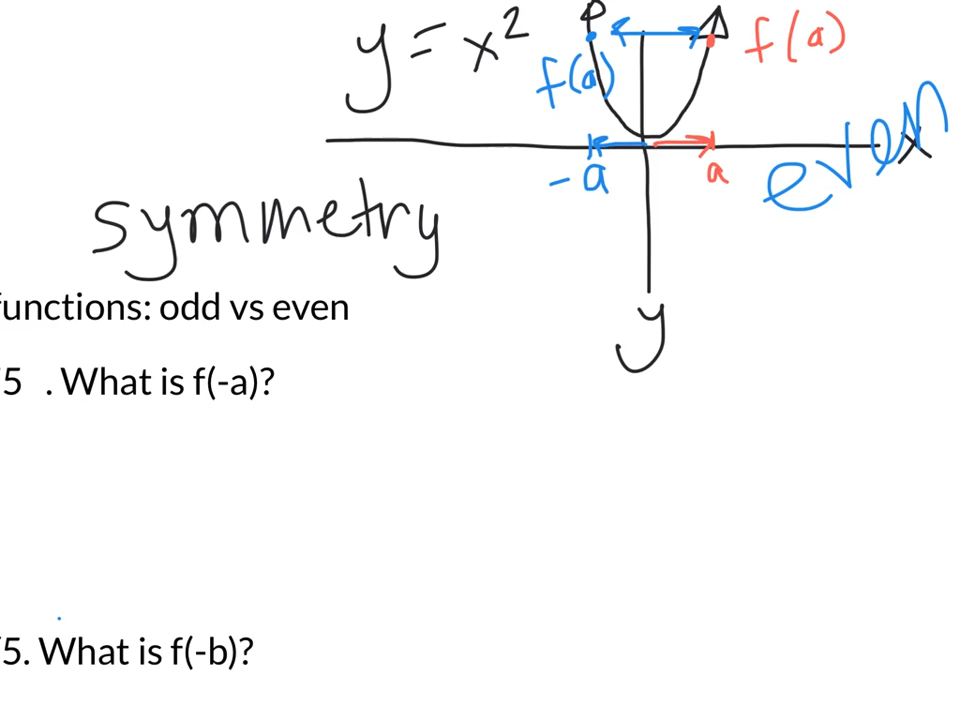 y = x²
f(a)
f(a)
-a
a
even
x
symmetry
functions: odd vs even
y
5 . What is f(-a)?
5. What is f(-b)?